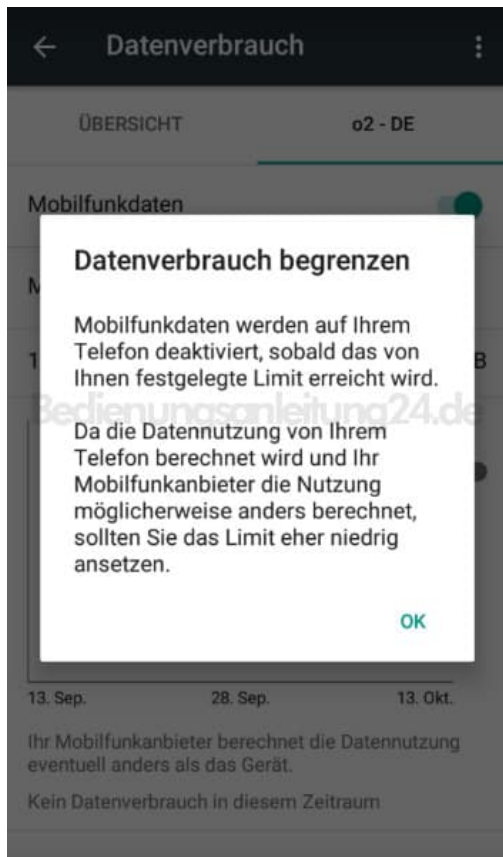 Datenverbrauch
ÜBERSICHT
o2 - DE
Mobilfunkdaten
M
Datenverbrauch begrenzen
Mobilfunkdaten werden auf Ihrem
Telefon deaktiviert, sobald das von
Ihnen festgelegte Limit erreicht wird.
1
B
Bedienungsanleitung24.de
Da die Datennutzung von Ihrem
Telefon berechnet wird und Ihr
Mobilfunkanbieter die Nutzung
möglicherweise anders berechnet,
sollten Sie das Limit eher niedrig
ansetzen.
OK
13. Sep.
28. Sep.
13. Okt.
Ihr Mobilfunkanbieter berechnet die Datennutzung
eventuell anders als das Gerät.
Kein Datenverbrauch in diesem Zeitraum